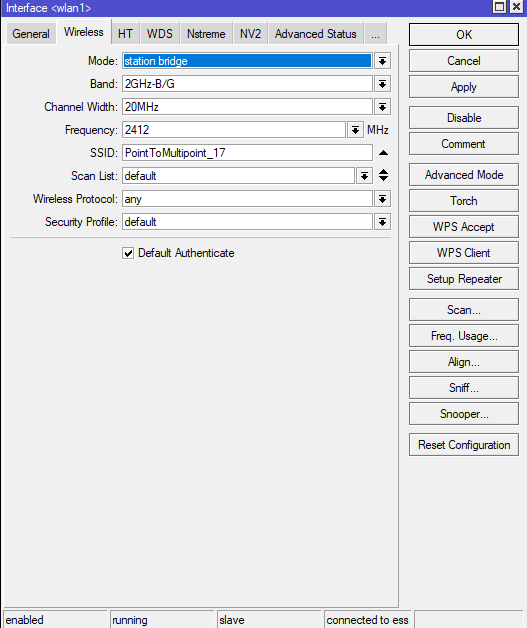 Interface <wlan1>
General Wireless HT WDS Nstreme NV2 Advanced Status ...
Mode: station bridge
Band: 2GHz-B/G
Channel Width: 20MHz
Frequency: 2412 MHz
SSID: PointToMultipoint_17
Scan List: default
Wireless Protocol: any
Security Profile: default
Default Authenticate
OK
Cancel
Apply
Disable
Comment
Advanced Mode
Torch
WPS Accept
WPS Client
Setup Repeater
Scan...
Freq. Usage...
Align...
Sniff...
Snooper...
Reset Configuration
enabled running slave connected to ess